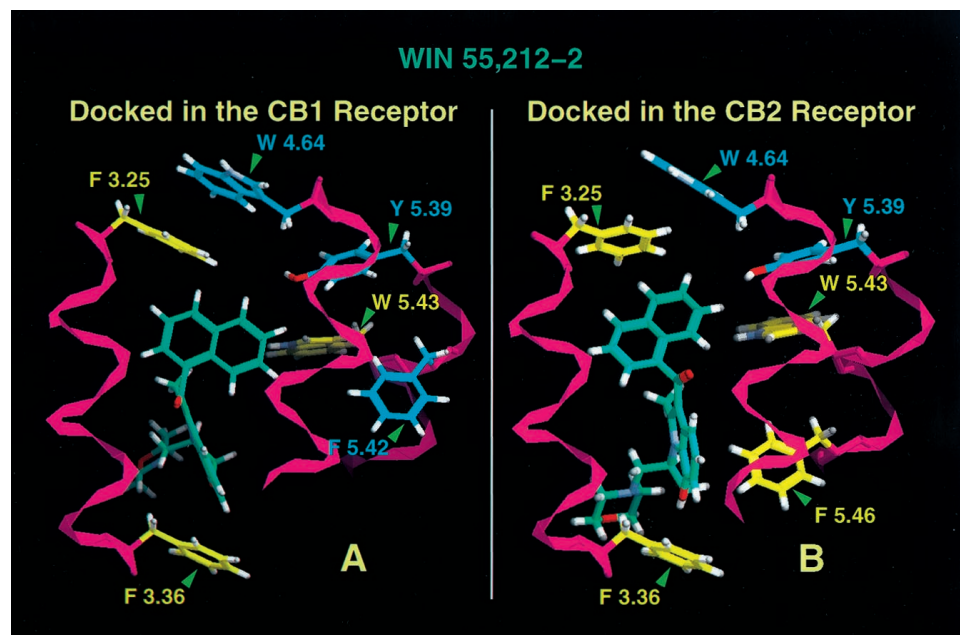 WIN 55,212-2
Docked in the CB1 Receptor
W 4.64
F 3.25
Y 5.39
W 5.43
F 5.42
F 3.36
A
Docked in the CB2 Receptor
W 4.64
F 3.25
Y 5.39
W 5.43
F 5.46
F 3.36
B